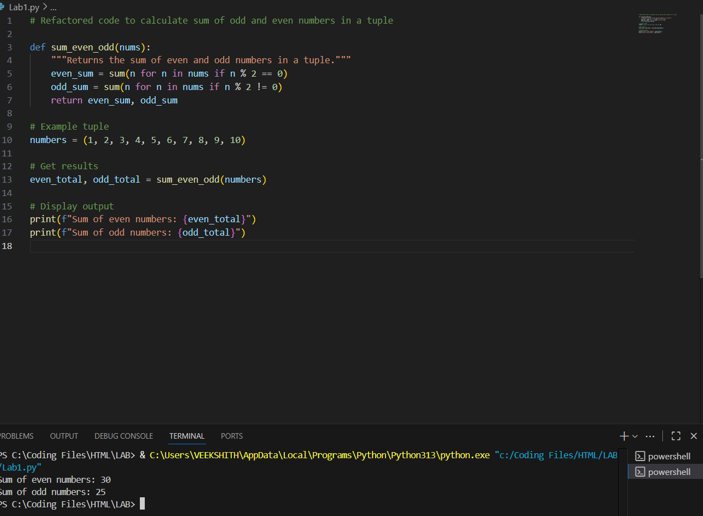 Lab1.py > ...
1 # Refactored code to calculate sum of odd and even numbers in a tuple
2
3 def sum_even_odd(nums):
4     """Returns the sum of even and odd numbers in a tuple."""
5     even_sum = sum(n for n in nums if n % 2 == 0)
6     odd_sum = sum(n for n in nums if n % 2 != 0)
7     return even_sum, odd_sum
8
9 # Example tuple
10 numbers = (1, 2, 3, 4, 5, 6, 7, 8, 9, 10)
11
12 # Get results
13 even_total, odd_total = sum_even_odd(numbers)
14
15 # Display output
16 print(f"Sum of even numbers: {even_total}")
17 print(f"Sum of odd numbers: {odd_total}")
18
PROBLEMS OUTPUT DEBUG CONSOLE TERMINAL PORTS
PS C:\Coding Files\HTML\LAB> & C:\Users\VEEKSHITH\AppData\Local\Programs\Python\Python313\python.exe "c:/Coding Files/HTML/LAB
/Lab1.py"
Sum of even numbers: 30
Sum of odd numbers: 25
PS C:\Coding Files\HTML\LAB>
powershell
powershell